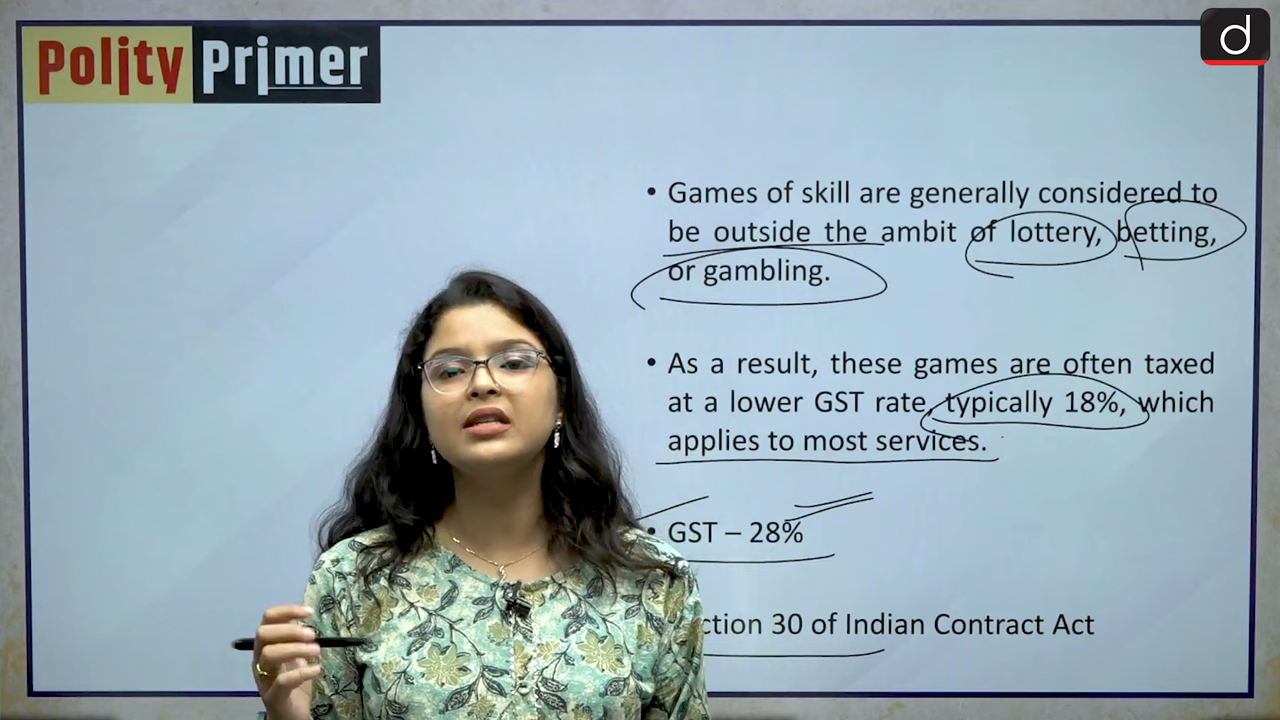 Polity Primer
d
• Games of skill are generally considered to
be outside the ambit of lottery, betting,
or gambling.
• As a result, these games are often taxed
at a lower GST rate, typically 18%, which
applies to most services.
• GST – 28%
ction 30 of Indian Contract Act